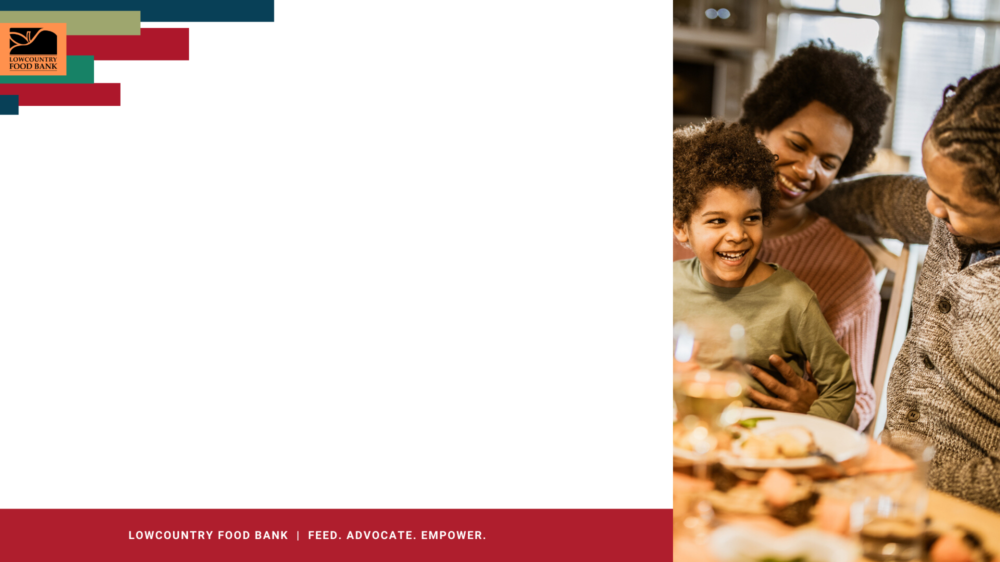 LOWCOUNTRY
FOOD BANK
LOWCOUNTRY FOOD BANK | FEED. ADVOCATE. EMPOWER.